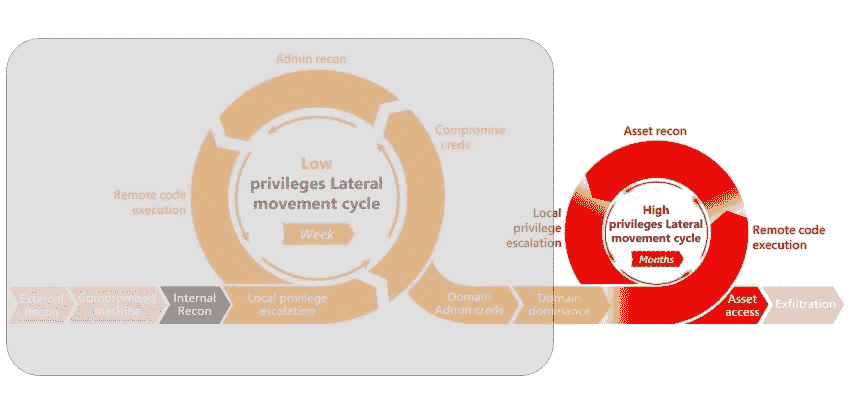 Admin recon
Compromise
creds
Low
privileges Lateral
movement cycle
Week
Remote code
execution
External
Recon
Compromised
machine
Internal
Recon
Local privilege
escalation
Domain
Admin creds
Domain
dominance
Asset recon
Local
privilege
escalation
High
privileges Lateral
movement cycle
Months
Remote code
execution
Asset
access
Exfiltration